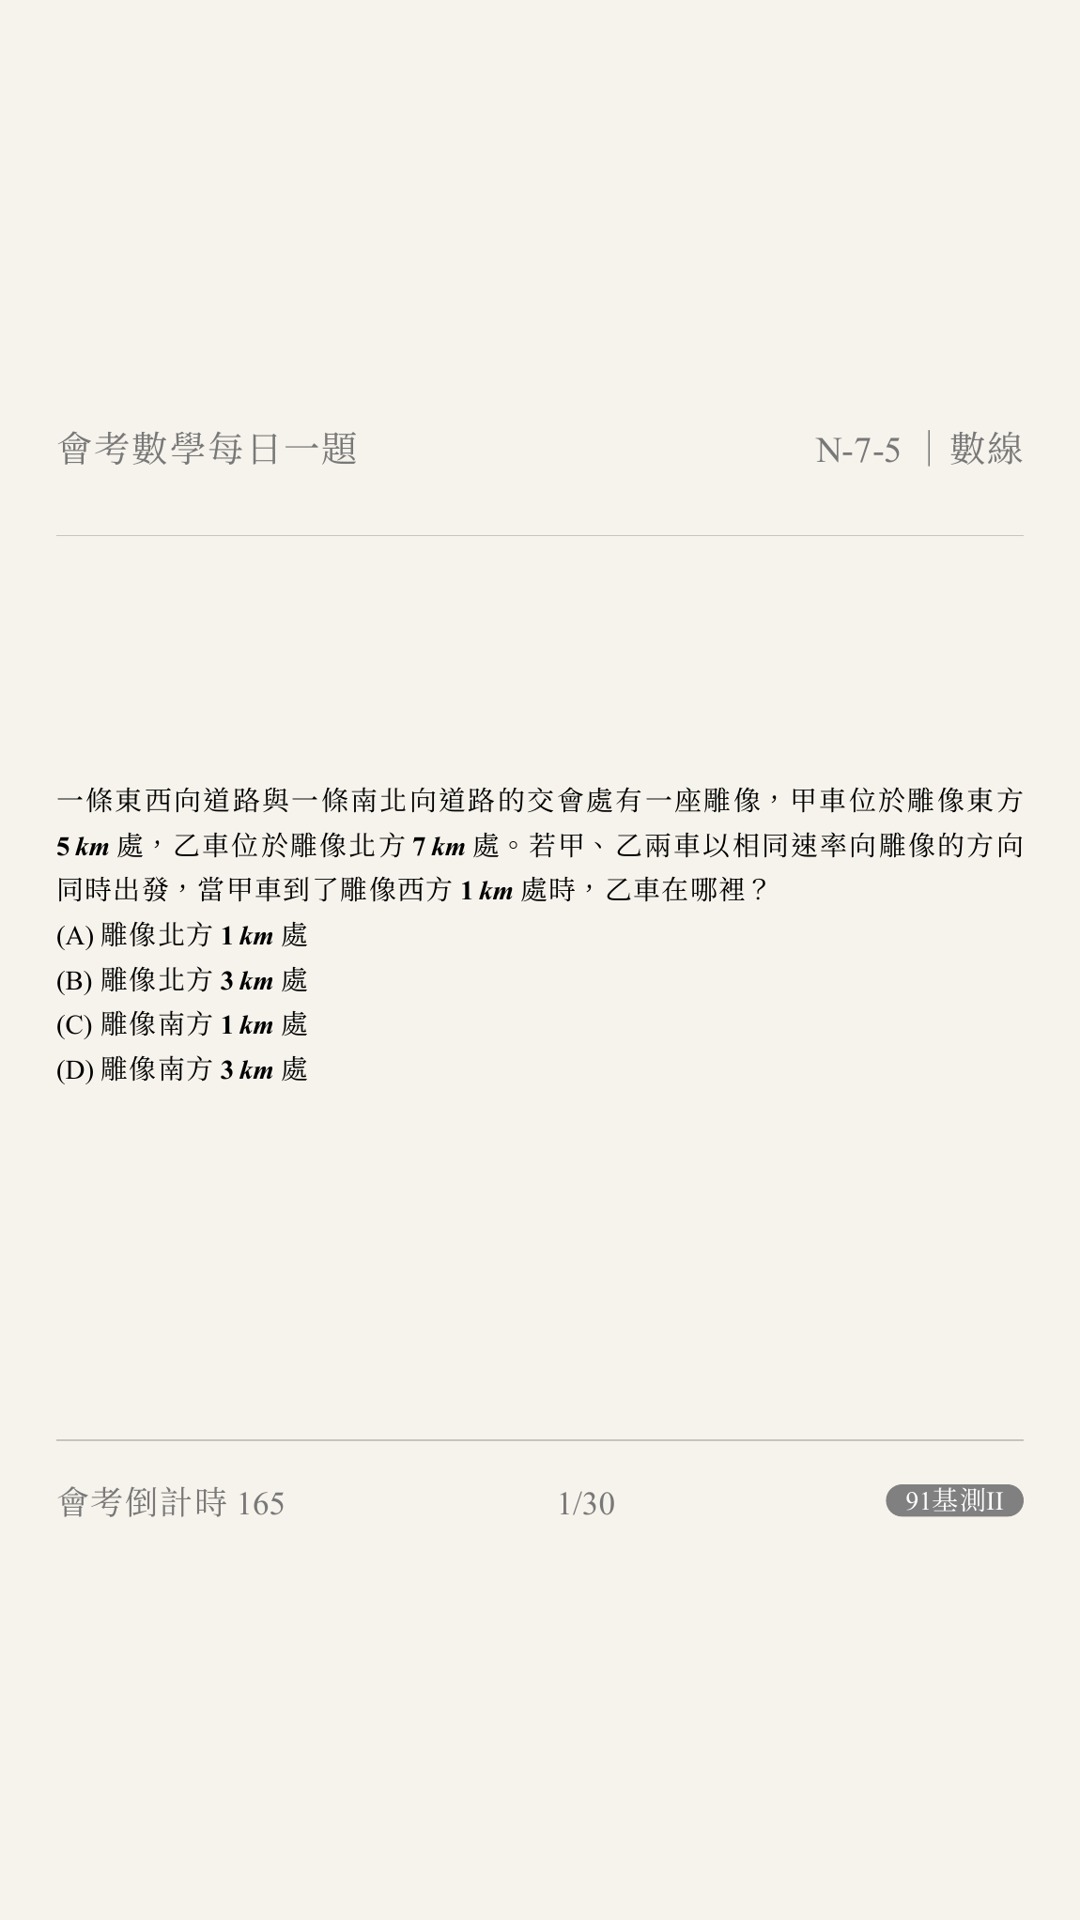 會考數學每日一題
N-7-5｜數線
一條東西向道路與一條南北向道路的交會處有一座雕像，甲車位於雕像東方
5 km 處，乙車位於雕像北方 7 km 處。若甲、乙兩車以相同速率向雕像的方向
同時出發，當甲車到了雕像西方 1 km 處時，乙車在哪裡？
(A) 雕像北方 1 km 處
(B) 雕像北方 3 km 處
(C) 雕像南方 1 km 處
(D) 雕像南方 3 km 處
會考倒計時 165
1/30
91基測II